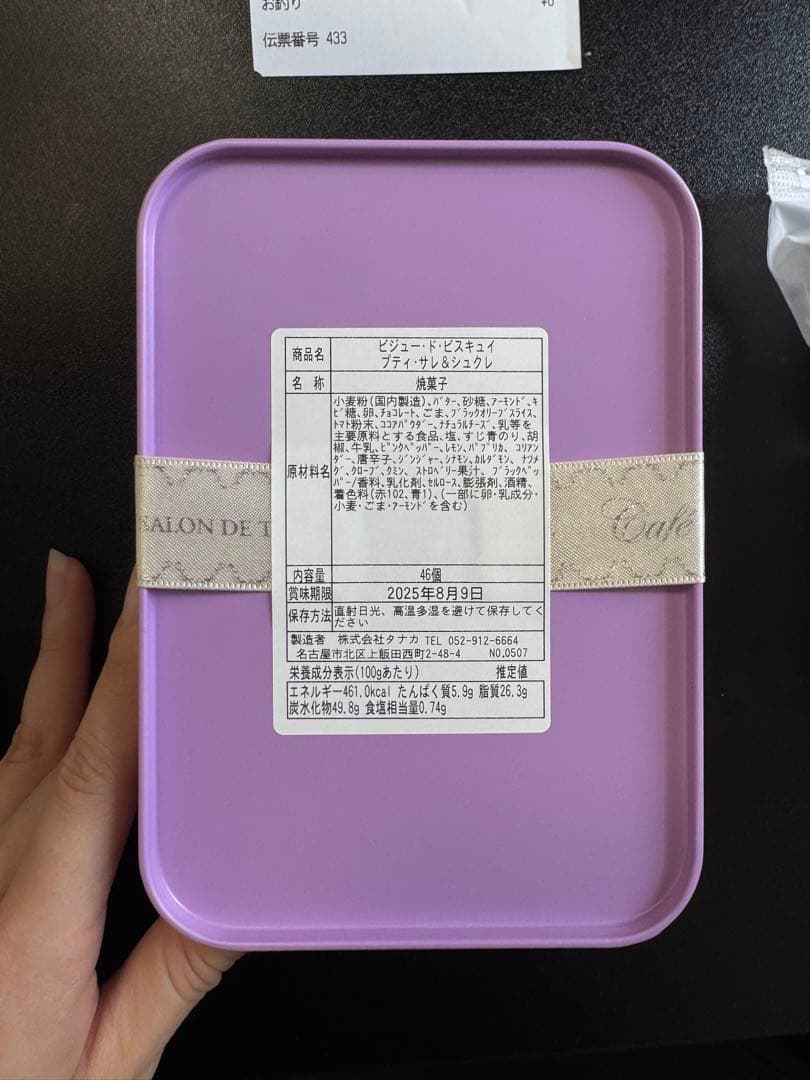 お釣り ¥0
伝票番号 433
商品名 ビジュー・ド・ビスキュイ
プティ・サレ&シュクレ
名 称 焼菓子
原材料名 小麦粉(国内製造)、バター、砂糖、アーモンド、キ
ビ糖、卵、チョコレート、ごま、ブラックオリーブスライス、
トマト粉末、ココアパウダー、ナチュラルチーズ、乳等を
主要原料とする食品、塩、すじ青のり、胡
椒、牛乳、ピンクペッパー、レモン、パプリカ、コリアン
ダー、唐辛子、ジンジャー、シナモン、カルダモン、ナツメ
グ、クローブ、クミン、ストロベリー果汁、ブラックペッ
パー/香料、乳化剤、セルロース、膨張剤、酒精、
着色料(赤102、青1)、(一部に卵・乳成分・
小麦・ごま・アーモンドを含む)
SALON DE T
Café
内容量 46個
賞味期限 2025年8月9日
保存方法 直射日光、高温多湿を避けて保存してく
ださい
製造者 株式会社タナカ TEL 052-912-6664
名古屋市北区上飯田西町2-48-4 NO.0507
栄養成分表示(100gあたり) 推定値
エネルギー461.0kcal たんぱく質5.9g 脂質26.3g
炭水化物49.8g 食塩相当量0.74g